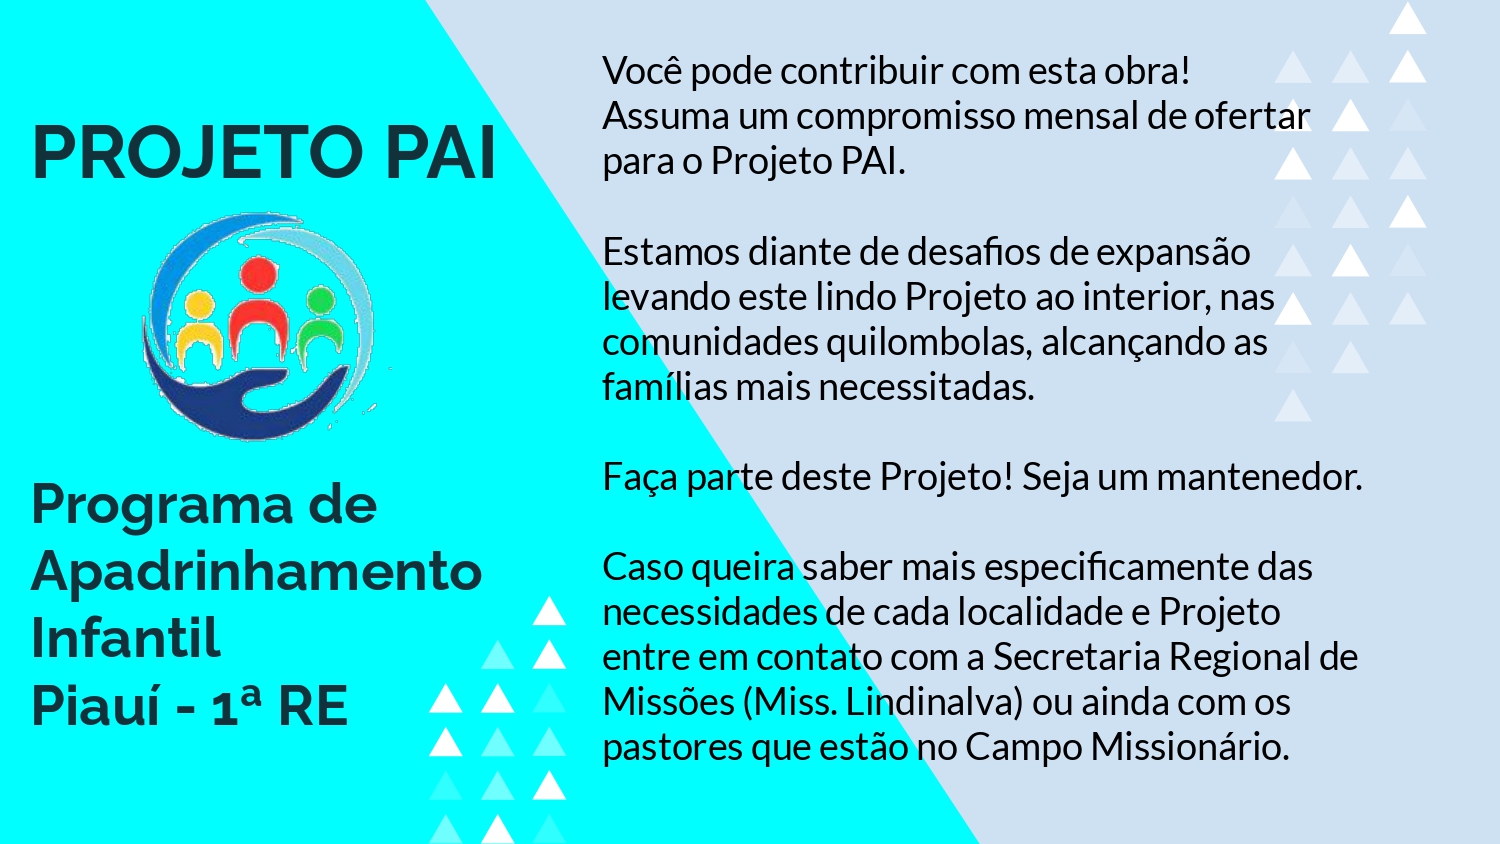 PROJETO PAI
Programa de
Apadrinhamento
Infantil
Piauí - 1ª RE
Você pode contribuir com esta obra!
Assuma um compromisso mensal de ofertar
para o Projeto PAI.
Estamos diante de desafios de expansão
levando este lindo Projeto ao interior, nas
comunidades quilombolas, alcançando as
famílias mais necessitadas.
Faça parte deste Projeto! Seja um mantenedor.
Caso queira saber mais especificamente das
necessidades de cada localidade e Projeto
entre em contato com a Secretaria Regional de
Missões (Miss. Lindinalva) ou ainda com os
pastores que estão no Campo Missionário.